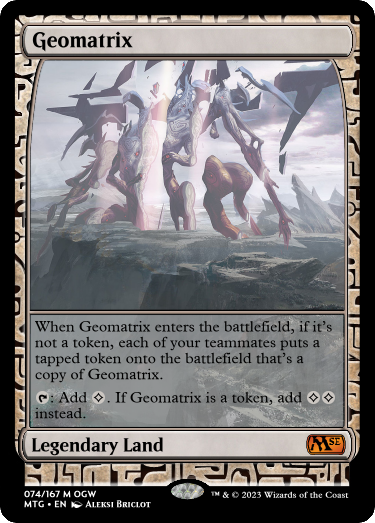 Geomatrix
When Geomatrix enters the battlefield, if it's
not a token, each of your teammates puts a
tapped token onto the battlefield that's a
copy of Geomatrix.
: Add . If Geomatrix is a token, add
instead.
Legendary Land
MSE
074/167 M OGW
MTG • EN Aleksi Briclot
™ & © 2023 Wizards of the Coast